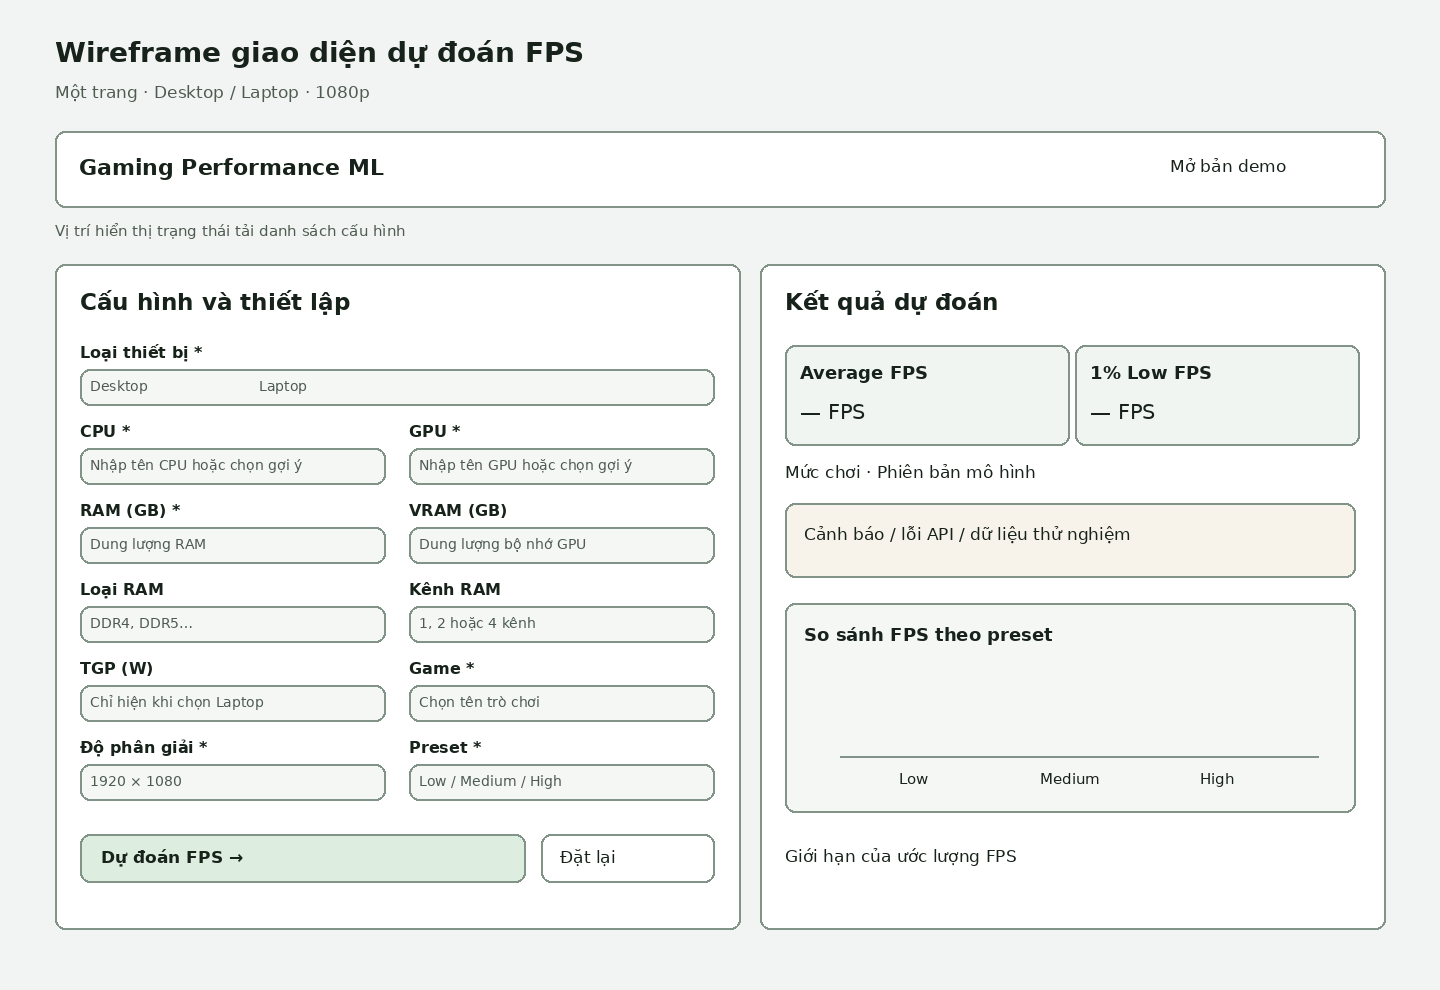 Wireframe giao diện dự đoán FPS
Một trang · Desktop / Laptop · 1080p
Gaming Performance ML
Mở bản demo
Vị trí hiển thị trạng thái tải danh sách cấu hình
Cấu hình và thiết lập
Loại thiết bị *
Desktop
Laptop
CPU *
GPU *
Nhập tên CPU hoặc chọn gợi ý
Nhập tên GPU hoặc chọn gợi ý
RAM (GB) *
VRAM (GB)
Dung lượng RAM
Dung lượng bộ nhớ GPU
Loại RAM
Kênh RAM
DDR4, DDR5…
1, 2 hoặc 4 kênh
TGP (W)
Game *
Chỉ hiện khi chọn Laptop
Chọn tên trò chơi
Độ phân giải *
Preset *
1920 × 1080
Low / Medium / High
Dự đoán FPS →
Đặt lại
Kết quả dự đoán
Average FPS
1% Low FPS
— FPS
— FPS
Mức chơi · Phiên bản mô hình
Cảnh báo / lỗi API / dữ liệu thử nghiệm
So sánh FPS theo preset
Low
Medium
High
Giới hạn của ước lượng FPS